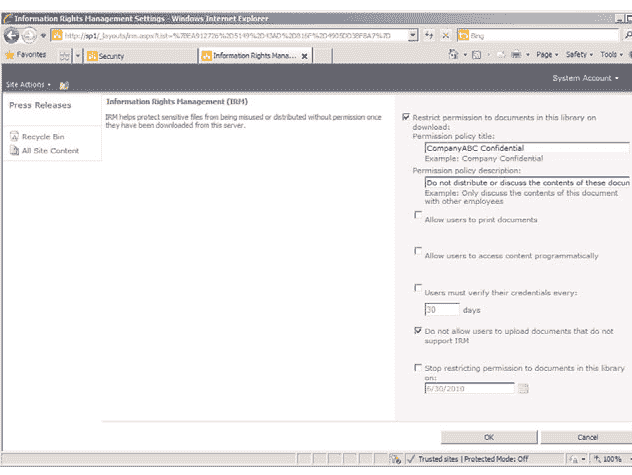 Information Rights Management Settings - Windows Internet Explorer
Bing
Favorites
Security
Information Rights Mana...
Page
Safety
Tools
Site Actions
System Account
Press Releases
Recycle Bin
All Site Content
Information Rights Management (IRM)
IRM helps protect sensitive files from being misused or distributed without permission once
they have been downloaded from this server.
Restrict permission to documents in this library on
download:
Permission policy title:
CompanyABC Confidential
Example: Company Confidential
Permission policy description:
Do not distribute or discuss the contents of these docun
Example: Only discuss the contents of this document
with other employees
Allow users to print documents
Allow users to access content programmatically
Users must verify their credentials every:
30 days
Do not allow users to upload documents that do not
support IRM
Stop restricting permission to documents in this library
on:
6/30/2010
OK Cancel
Trusted sites | Protected Mode: Off
100%